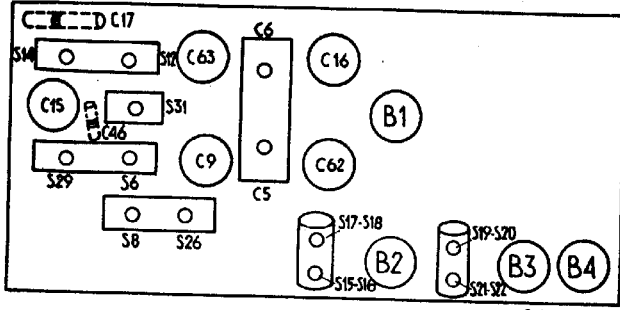 C17
C6
S14
S12
C63
C16
C15
S31
B1
C46
C9
C62
S29
S6
C5
S8
S26
S17-S18
S19-S20
B2
B3
B4
S15-S16
S21-S22